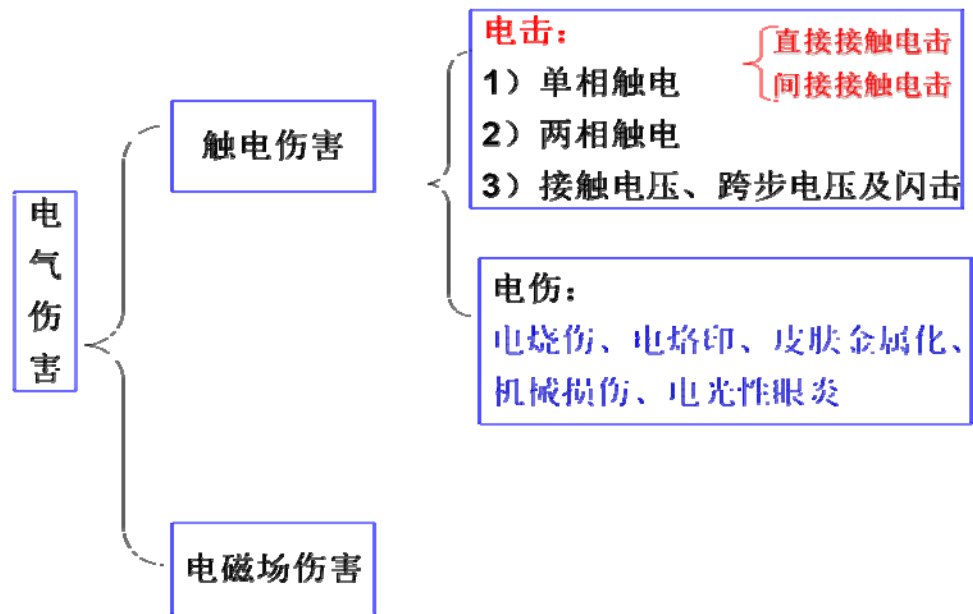 电气伤害
触电伤害
电击：
直接接触电击
间接接触电击
1）单相触电
2）两相触电
3）接触电压、跨步电压及闪击
电伤：
电烧伤、电烙印、皮肤金属化、
机械损伤、电光性眼炎
电磁场伤害